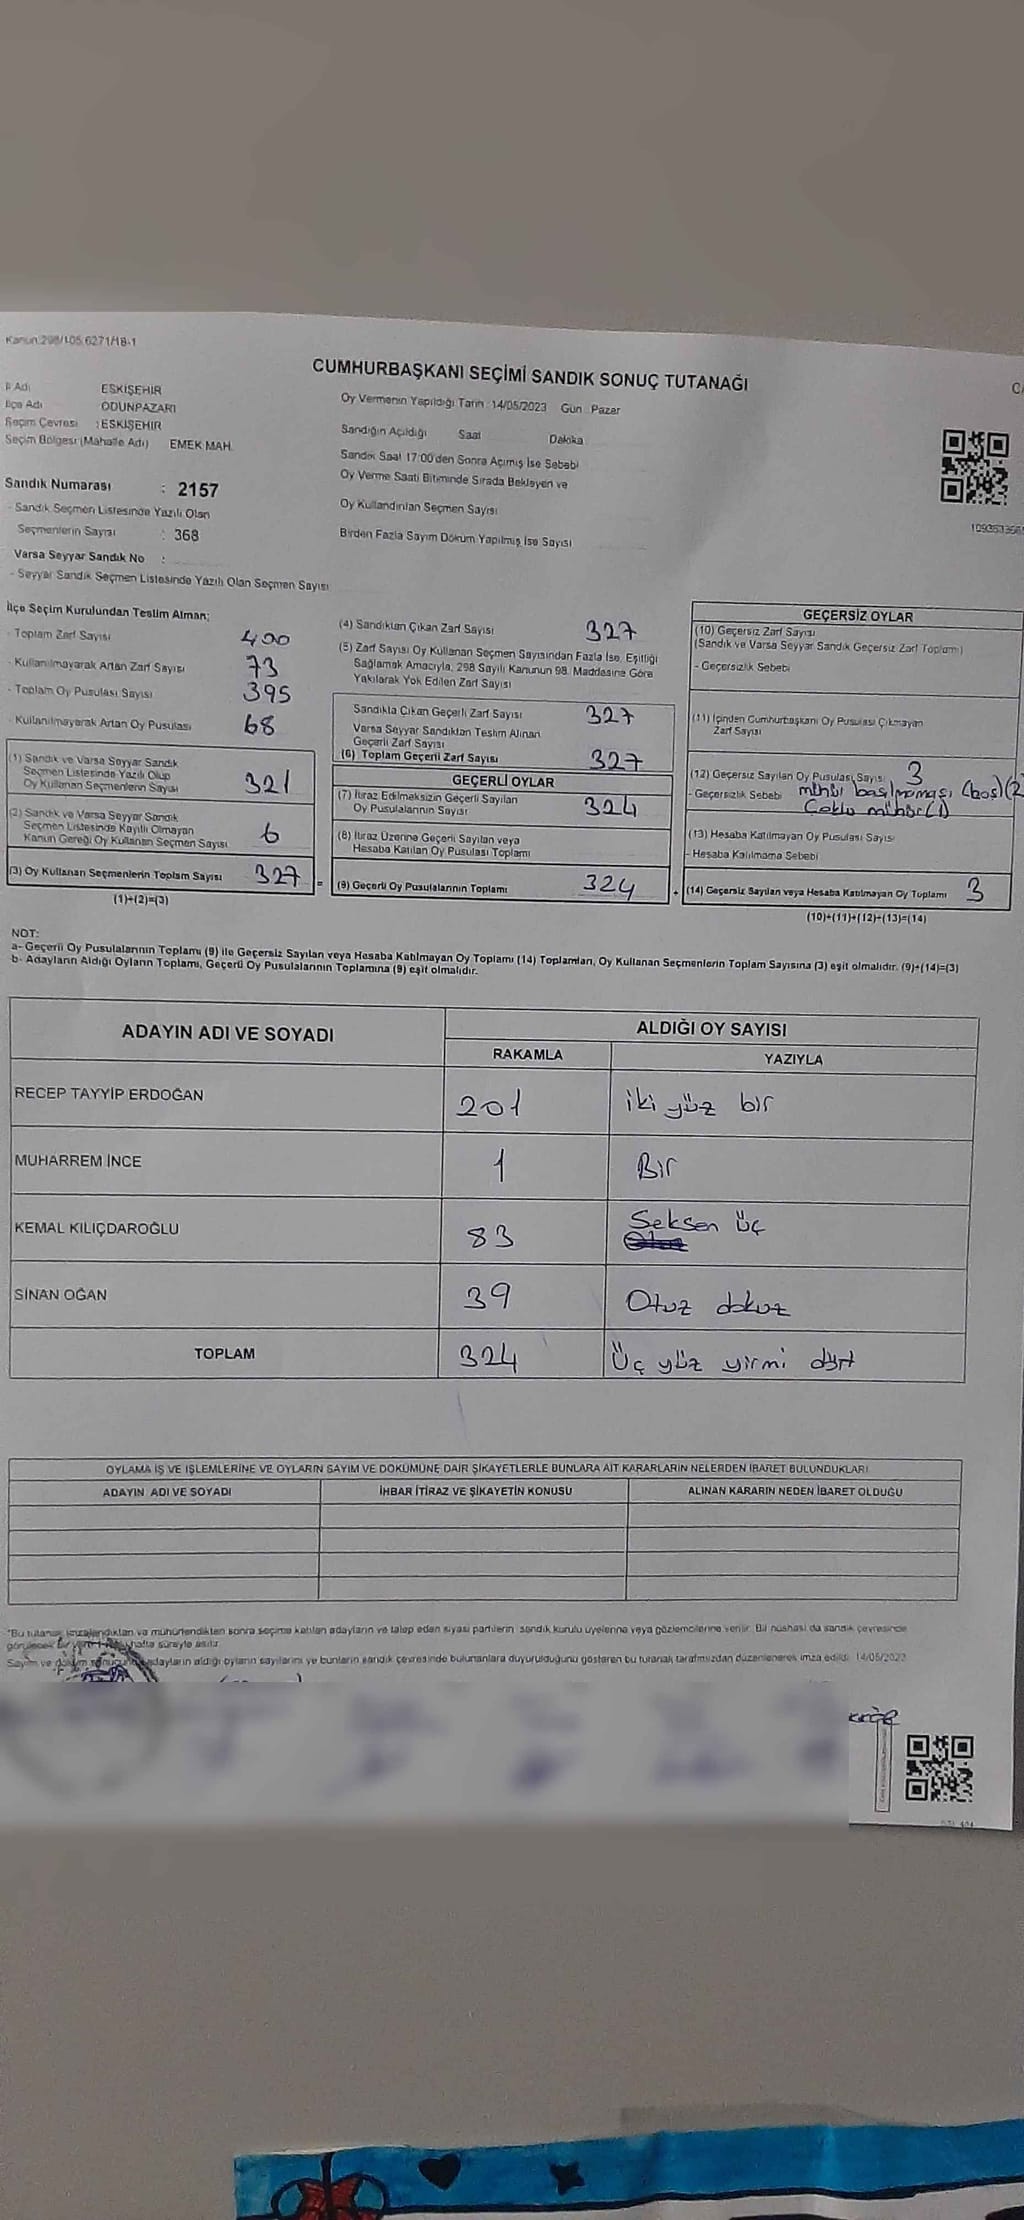 Kanun:298/105,6271/18-1
CUMHURBAŞKANI SEÇİMİ SANDIK SONUÇ TUTANAĞI
İl Adı ESKİŞEHİR
İlçe Adı ODUNPAZARI
Seçim Çevresi : ESKİŞEHİR
Seçim Bölgesi (Mahalle Adı) EMEK MAH.
Oy Vermenin Yapıldığı Tarih : 14/05/2023 Gün : Pazar
Sandığın Açıldığı Saat Dakika
Sandık Saat 17:00'den Sonra Açılmış İse Sebebi
Oy Verme Saati Bitiminde Sırada Bekleyen ve
Oy Kullandırılan Seçmen Sayısı
Birden Fazla Sayım Döküm Yapılmış İse Sayısı
Sandık Numarası : 2157
- Sandık Seçmen Listesinde Yazılı Olan
Seçmenlerin Sayısı : 368
Varsa Seyyar Sandık No :
- Seyyar Sandık Seçmen Listesinde Yazılı Olan Seçmen Sayısı
İlçe Seçim Kurulundan Teslim Alınan;
- Toplam Zarf Sayısı 400
- Kullanılmayarak Artan Zarf Sayısı 73
- Toplam Oy Pusulası Sayısı 395
- Kullanılmayarak Artan Oy Pusulası 68
(1) Sandık ve Varsa Seyyar Sandık
Seçmen Listesinde Yazılı Olup
Oy Kullanan Seçmenlerin Sayısı 321
(2) Sandık ve Varsa Seyyar Sandık
Seçmen Listesinde Kayıtlı Olmayan
Kanun Gereği Oy Kullanan Seçmen Sayısı 6
(3) Oy Kullanan Seçmenlerin Toplam Sayısı 327 =
(1)+(2)=(3)
(4) Sandıktan Çıkan Zarf Sayısı 327
(5) Zarf Sayısı Oy Kullanan Seçmen Sayısından Fazla İse, Eşitliği
Sağlamak Amacıyla, 298 Sayılı Kanunun 98. Maddesine Göre
Yakılarak Yok Edilen Zarf Sayısı
Sandıkta Çıkan Geçerli Zarf Sayısı 327
Varsa Seyyar Sandıktan Teslim Alınan
Geçerli Zarf Sayısı
(6) Toplam Geçerli Zarf Sayısı 327
GEÇERLİ OYLAR
(7) İtiraz Edilmeksizin Geçerli Sayılan
Oy Pusulalarının Sayısı 324
(8) İtiraz Üzerine Geçerli Sayılan veya
Hesaba Katılan Oy Pusulası Toplamı
(9) Geçerli Oy Pusulalarının Toplamı 324 +
GEÇERSİZ OYLAR
(10) Geçersiz Zarf Sayısı
(Sandık ve Varsa Seyyar Sandık Geçersiz Zarf Toplamı)
- Geçersizlik Sebebi
(11) İçinden Cumhurbaşkanı Oy Pusulası Çıkmayan
Zarf Sayısı
(12) Geçersiz Sayılan Oy Pusulası Sayısı 3
- Geçersizlik Sebebi mühür basılmaması (boş)(2
Çoklu mühür(1)
(13) Hesaba Katılmayan Oy Pusulası Sayısı
- Hesaba Katılmama Sebebi
(14) Geçersiz Sayılan veya Hesaba Katılmayan Oy Toplamı 3
(10)+(11)+(12)+(13)=(14)
NOT:
a- Geçerli Oy Pusulalarının Toplamı (9) ile Geçersiz Sayılan veya Hesaba Katılmayan Oy Toplamı (14) Toplamları, Oy Kullanan Seçmenlerin Toplam Sayısına (3) eşit olmalıdır. (9)+(14)=(3)
b- Adayların Aldığı Oyların Toplamı, Geçerli Oy Pusulalarının Toplamına (9) eşit olmalıdır.
ADAYIN ADI VE SOYADI ALDIĞI OY SAYISI
RAKAMLA YAZIYLA
RECEP TAYYİP ERDOĞAN 201 iki yüz bir
MUHARREM İNCE 1 Bir
KEMAL KILIÇDAROĞLU 83 Seksen üç
SİNAN OĞAN 39 Otuz dokuz
TOPLAM 324 Üç yüz yirmi dört
OYLAMA İŞ VE İŞLEMLERİNE VE OYLARIN SAYIM VE DÖKÜMÜNE DAİR ŞİKAYETLERLE BUNLARA AİT KARARLARIN NELERDEN İBARET BULUNDUKLARI
ADAYIN ADI VE SOYADI İHBAR İTİRAZ VE ŞİKAYETİN KONUSU ALINAN KARARIN NEDEN İBARET OLDUĞU
*Bu tutanak imzalandıktan ve mühürlendikten sonra seçime katılan adayların ve talep eden siyasi partilerin sandık kurulu üyelerine veya gözlemcilerine verilir. Bir nüshası da sandık çevresinde
görülecek bir yere 1 hafta süreyle asılır.
Sayım ve döküm sonucunda adayların aldığı oyların sayılarını ve bunların sandık çevresinde bulunanlara duyurulduğunu gösteren bu tutanak tarafımızdan düzenlenerek imza edildi. 14/05/2023